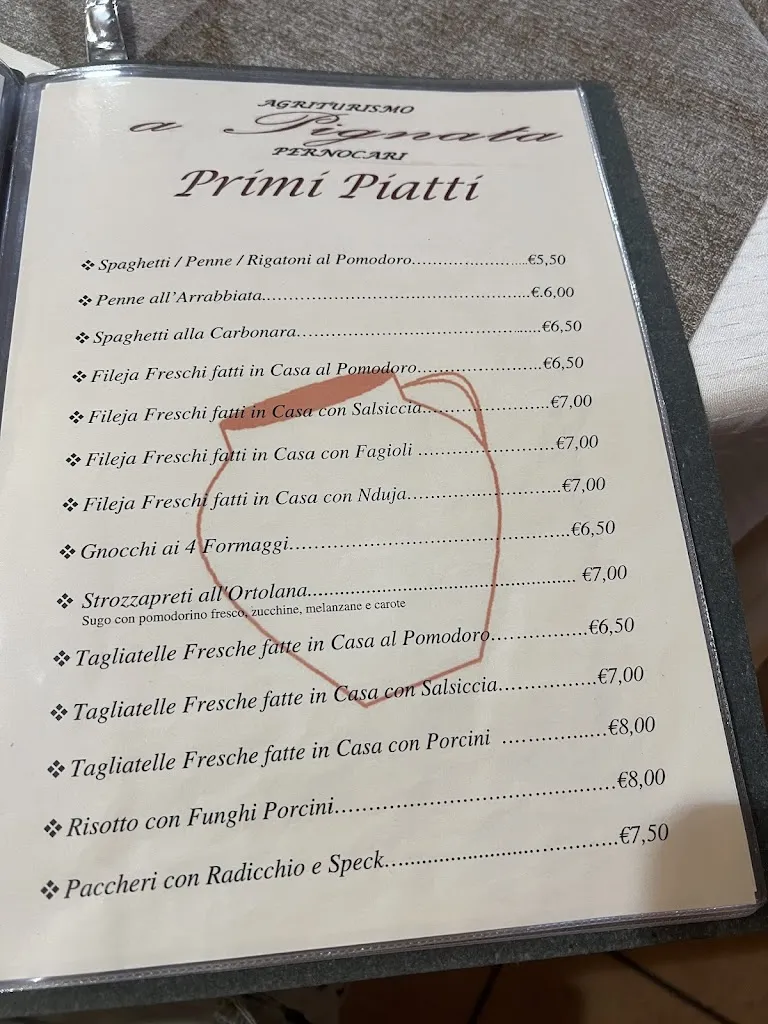 AGRITURISMO
a Pignata
PERNOCARI
Primi Piatti
❖ Spaghetti / Penne / Rigatoni al Pomodoro……………………€5,50
❖ Penne all'Arrabbiata……………………………………………€.6,00
❖ Spaghetti alla Carbonara………………………………………€6,50
❖ Fileja Freschi fatti in Casa al Pomodoro……………………€6,50
❖ Fileja Freschi fatti in Casa con Salsiccia……………………€7,00
❖ Fileja Freschi fatti in Casa con Fagioli ……………………€7,00
❖ Fileja Freschi fatti in Casa con Nduja………………………€7,00
❖ Gnocchi ai 4 Formaggi…………………………………………€6,50
❖ Strozzapreti all'Ortolana……………………………………… €7,00
Sugo con pomodorino fresco, zucchine, melanzane e carote
❖ Tagliatelle Fresche fatte in Casa al Pomodoro……………€6,50
❖ Tagliatelle Fresche fatte in Casa con Salsiccia……………€7,00
❖ Tagliatelle Fresche fatte in Casa con Porcini ……………€8,00
❖ Risotto con Funghi Porcini……………………………………€8,00
❖ Paccheri con Radicchio e Speck………………………………€7,50